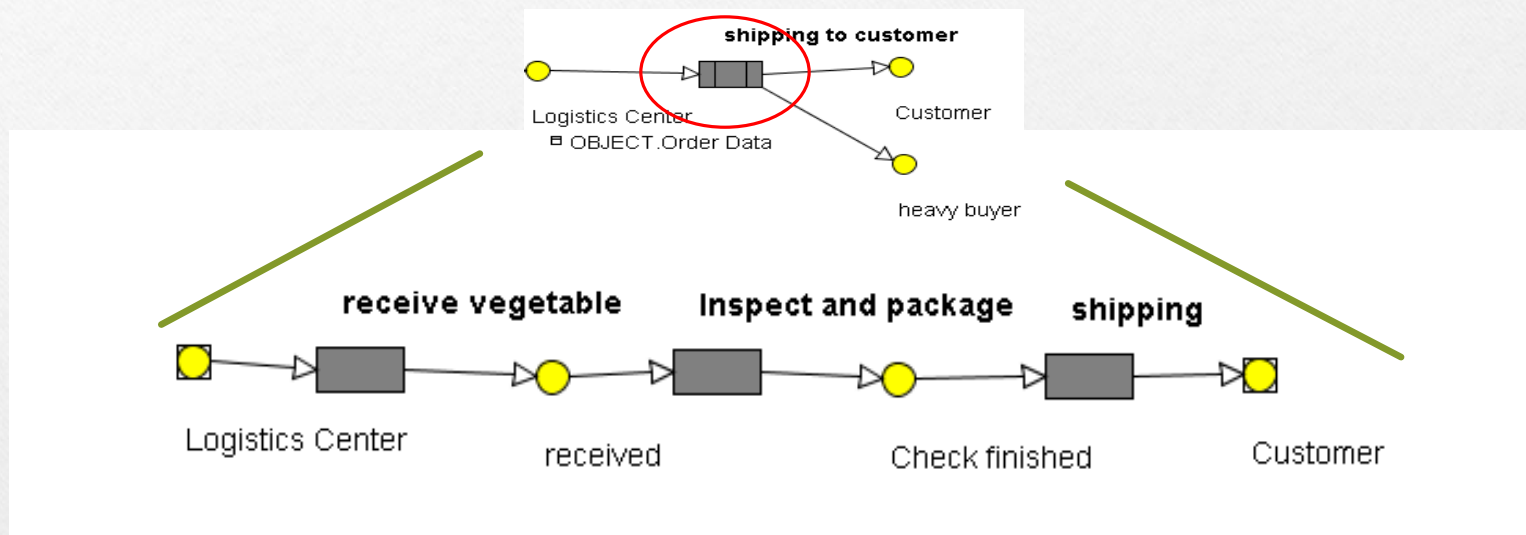 shipping to customer
Logistics Center
Customer
OBJECT.Order Data
heavy buyer
receive vegetable
Inspect and package
shipping
Logistics Center
received
Check finished
Customer